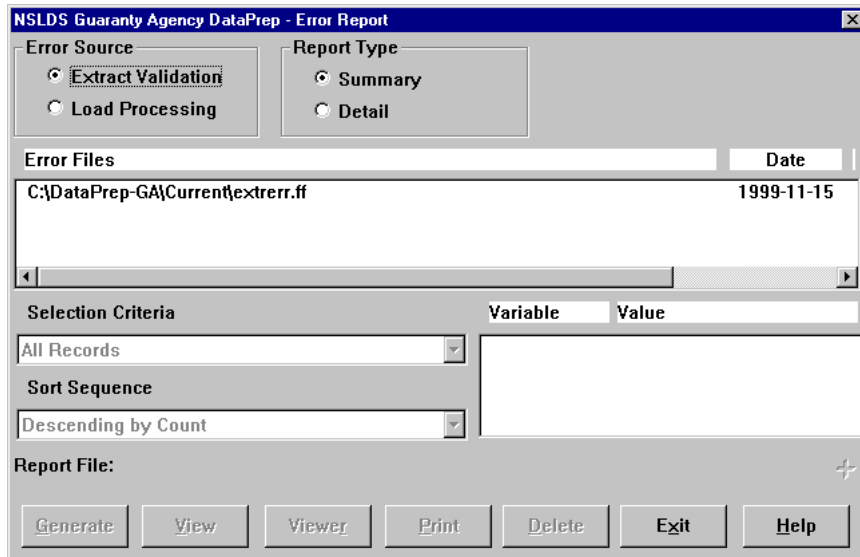 NSLDS Guaranty Agency DataPrep - Error Report
Error Source
Report Type
Extract Validation
Summary
Load Processing
Detail
Error Files Date
C:\DataPrep-GA\Current\extrerr.ff 1999-11-15
Selection Criteria
Variable Value
All Records
Sort Sequence
Descending by Count
Report File:
Generate View Viewer Print Delete Exit Help